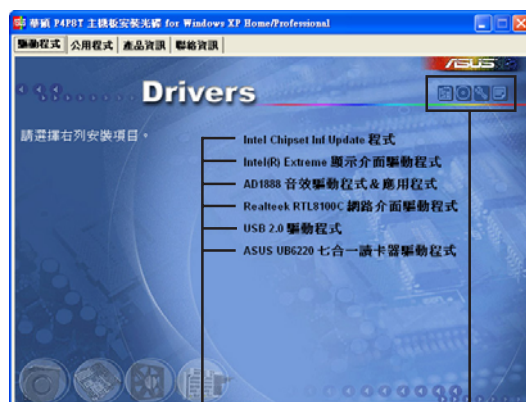 華碩 P4P8T 主機板安裝光碟 for Windows XP Home/Professional
驅動程式 公用程式 產品資訊 聯絡資訊
ASUS
Drivers
請選擇右列安裝項目。
Intel Chipset Inf Update 程式
Intel(R) Extreme 顯示介面驅動程式
AD1888 音效驅動程式&應用程式
Realteek RTL8100C 網路介面驅動程式
USB 2.0 驅動程式
ASUS UB6220 七合一讀卡器驅動程式